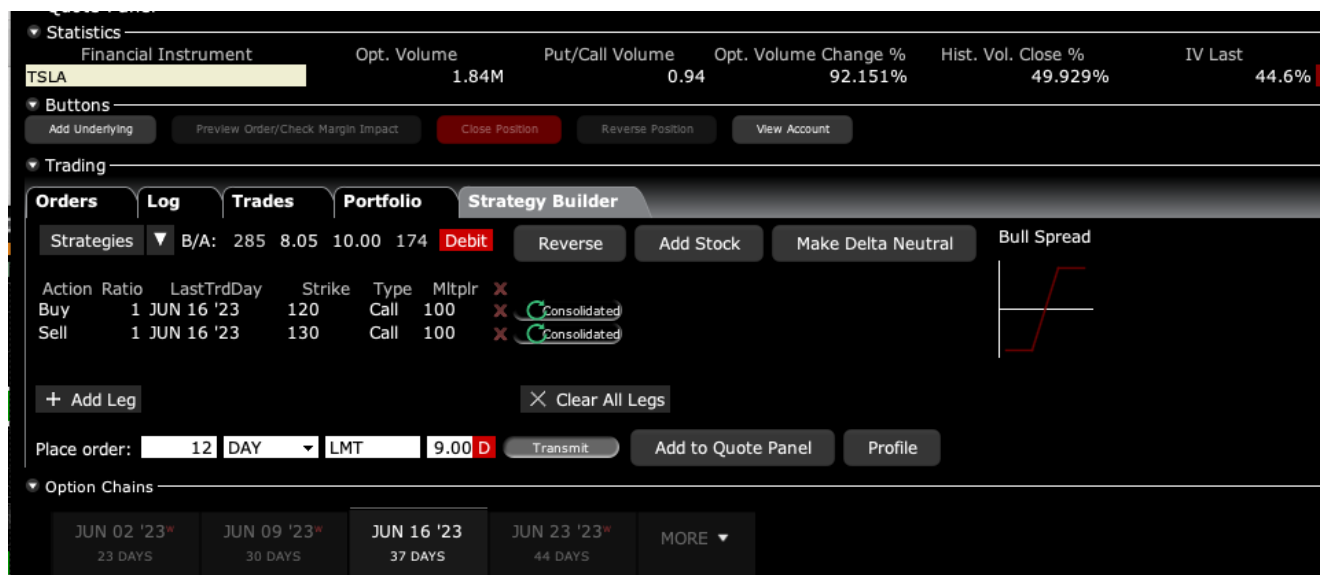 Quote Panel
Statistics
Financial Instrument Opt. Volume Put/Call Volume Opt. Volume Change % Hist. Vol. Close % IV Last
TSLA 1.84M 0.94 92.151% 49.929% 44.6%
Buttons
Add Underlying Preview Order/Check Margin Impact Close Position Reverse Position View Account
Trading
Orders Log Trades Portfolio Strategy Builder
Strategies ▼ B/A: 285 8.05 10.00 174 Debit Reverse Add Stock Make Delta Neutral Bull Spread
Action Ratio LastTrdDay Strike Type Mltplr X
Buy 1 JUN 16 '23 120 Call 100 X Consolidated
Sell 1 JUN 16 '23 130 Call 100 X Consolidated
+ Add Leg X Clear All Legs
Place order: 12 DAY LMT 9.00 D Transmit Add to Quote Panel Profile
Option Chains
JUN 02 '23w JUN 09 '23w JUN 16 '23 JUN 23 '23w MORE ▼
23 DAYS 30 DAYS 37 DAYS 44 DAYS